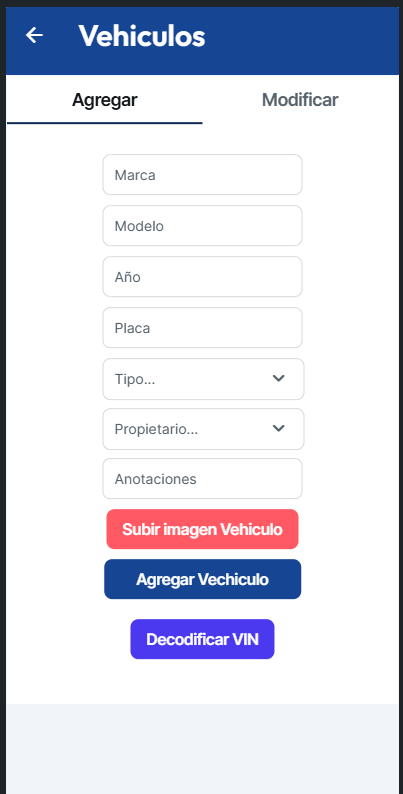 Vehiculos
Agregar Modificar
Marca
Modelo
Año
Placa
Tipo...
Propietario...
Anotaciones
Subir imagen Vehiculo
Agregar Vechiculo
Decodificar VIN